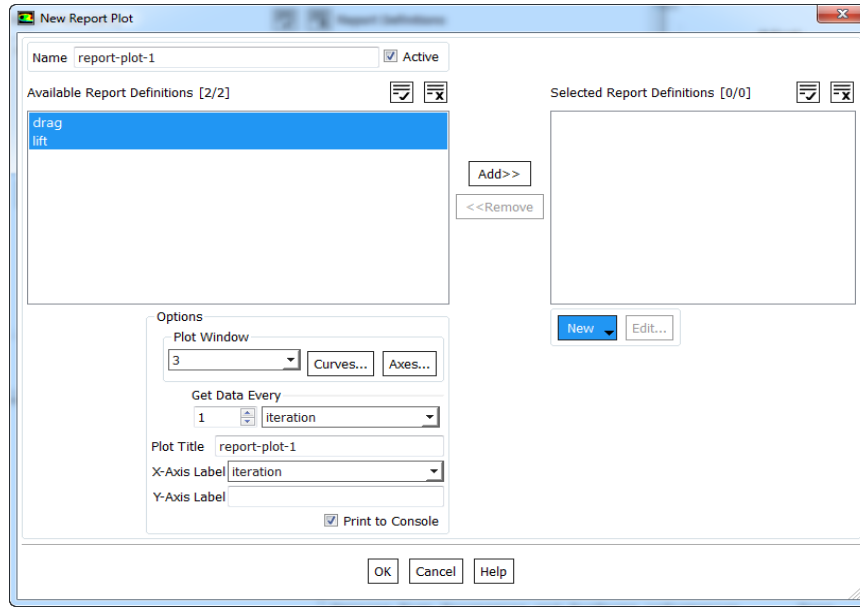 New Report Plot
Report Definitions
Name report-plot-1 Active
Available Report Definitions [2/2]
Selected Report Definitions [0/0]
drag
lift
Add>>
<<Remove
Options
New Edit...
Plot Window
3 Curves... Axes...
Get Data Every
1 iteration
Plot Title report-plot-1
X-Axis Label iteration
Y-Axis Label
Print to Console
OK Cancel Help